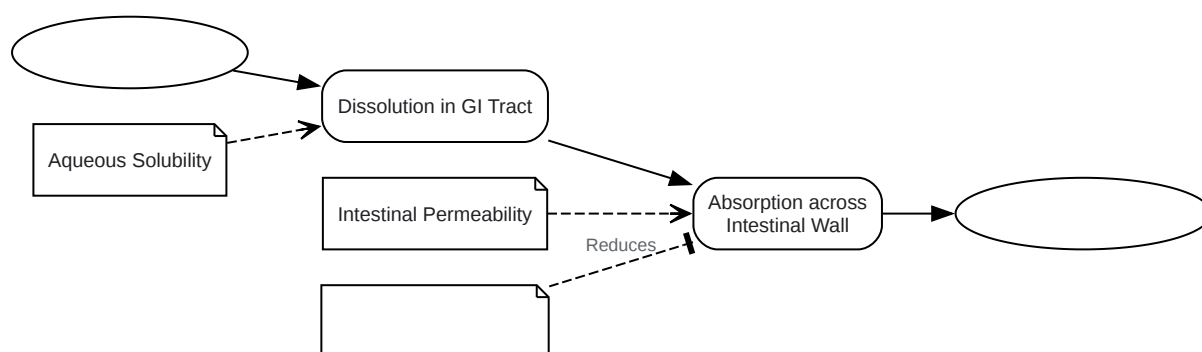 Dissolution in GI Tract
Aqueous Solubility
Intestinal Permeability
Absorption across
Intestinal Wall
Reduces